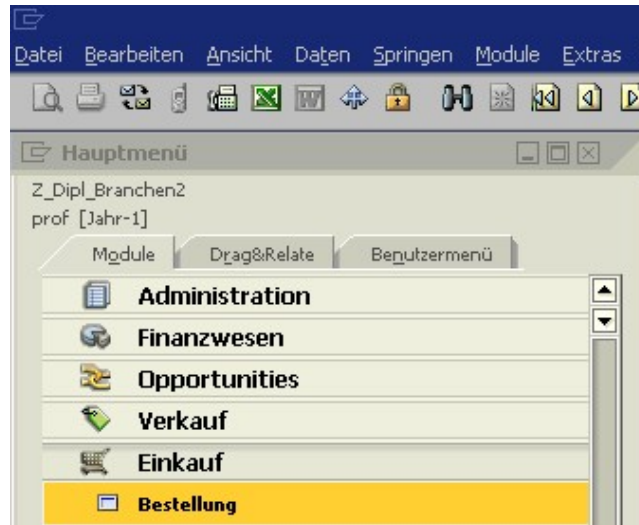 Datei Bearbeiten Ansicht Daten Springen Module Extras
Hauptmenü
Z_Dipl_Branchen2
prof [Jahr-1]
Module Drag&Relate Benutzermenü
Administration
Finanzwesen
Opportunities
Verkauf
Einkauf
Bestellung